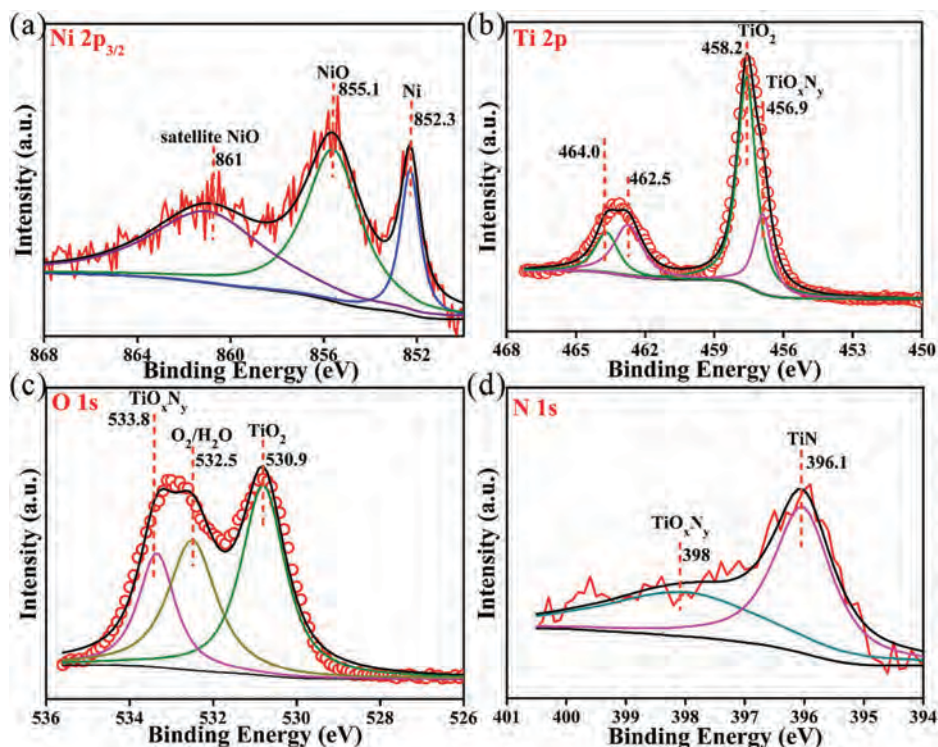 (a)
Ni 2p3/2
NiO
855.1
Ni
852.3
satellite NiO
861
Intensity (a.u.)
868 864 860 856 852
Binding Energy (eV)
(b)
Ti 2p
TiO2
458.2
TiOxNy
456.9
464.0
462.5
Intensity (a.u.)
468 465 462 459 456 453 450
Binding Energy (eV)
(c)
O 1s
TiOxNy
533.8
O2/H2O
532.5
TiO2
530.9
Intensity (a.u.)
536 534 532 530 528 526
Binding Energy (eV)
(d)
N 1s
TiN
396.1
TiOxNy
398
Intensity (a.u.)
401 400 399 398 397 396 395 394
Binding Energy (eV)